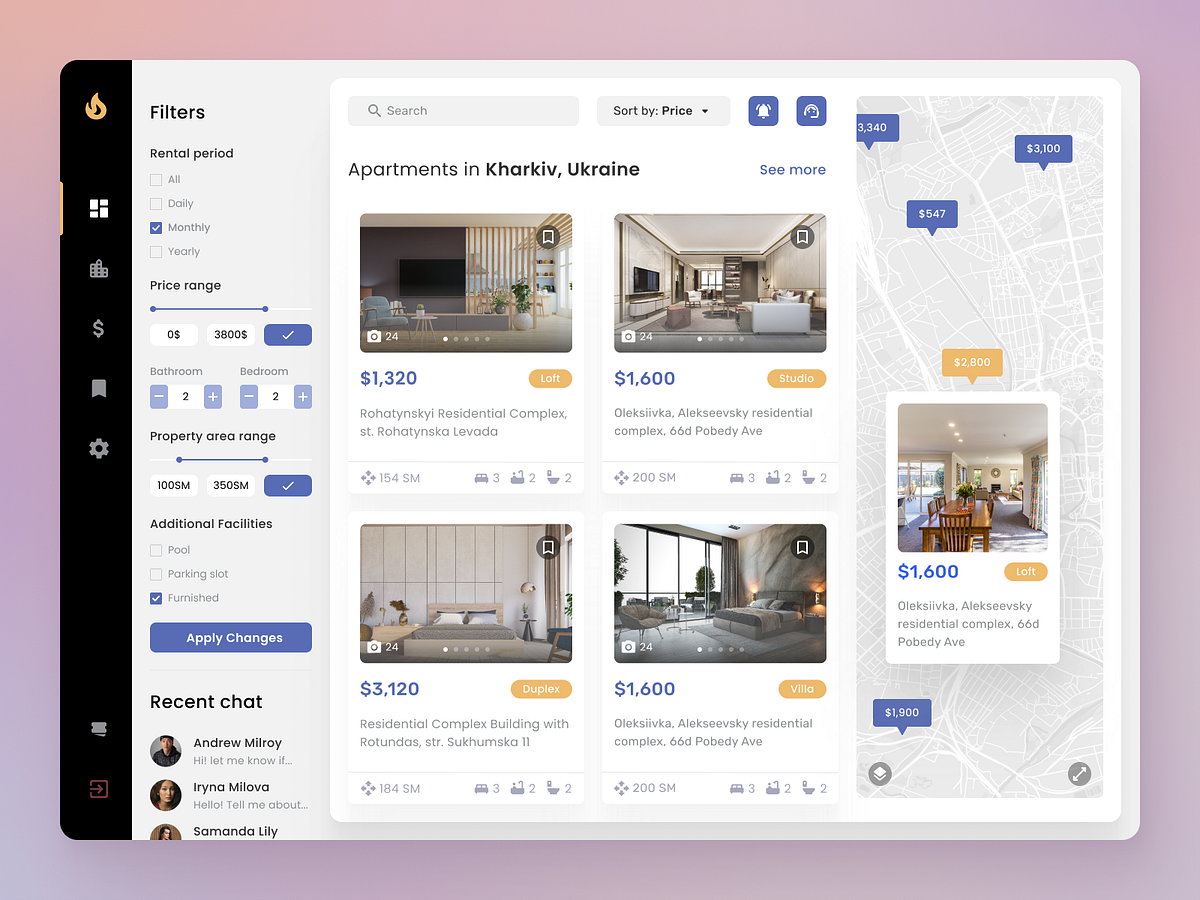 Filters
Rental period
All
Daily
Monthly
Yearly
Price range
0$ 3800$
Bathroom Bedroom
− 2 + − 2 +
Property area range
100SM 350SM
Additional Facilities
Pool
Parking slot
Furnished
Apply Changes
Recent chat
Andrew Milroy
Hi! let me know if...
Iryna Milova
Hello! Tell me about...
Samanda Lily
Search
Sort by: Price
Apartments in Kharkiv, Ukraine
See more
24
$1,320 Loft
Rohatynskyi Residential Complex,
st. Rohatynska Levada
154 SM 3 2 2
24
$1,600 Studio
Oleksiivka, Alekseevsky residential
complex, 66d Pobedy Ave
200 SM 3 2 2
24
$3,120 Duplex
Residential Complex Building with
Rotundas, str. Sukhumska 11
184 SM 3 2 2
24
$1,600 Villa
Oleksiivka, Alekseevsky residential
complex, 66d Pobedy Ave
200 SM 3 2 2
3,340
$3,100
$547
$2,800
$1,600 Loft
Oleksiivka, Alekseevsky
residential complex, 66d
Pobedy Ave
$1,900